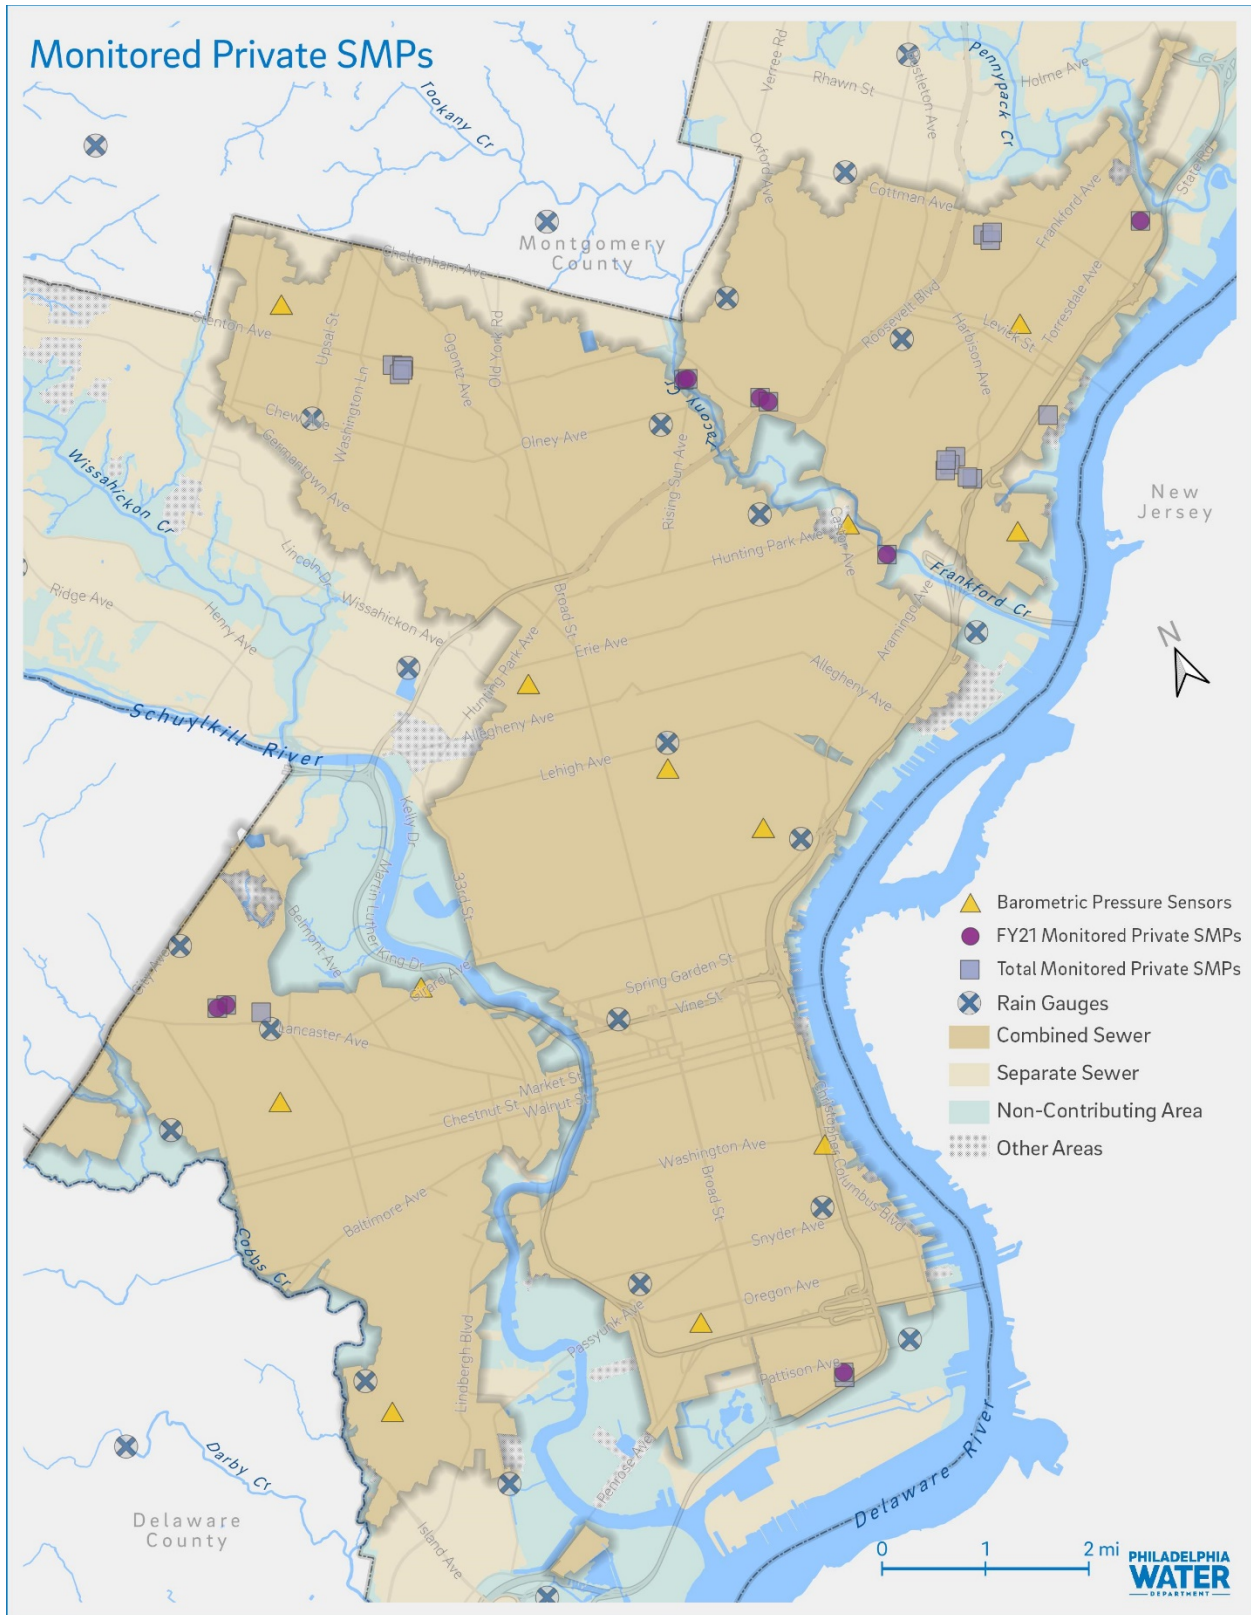 Monitored Private SMPs
Pennypack Cr
Verree Rd
Holme Ave
Rhawn St
stleton Ave
Tookany Cr
Oxford Ave
State Rd
Cottman Ave
Frankford Ave
Montgomery
County
Cheltenham Ave
Roosevelt Blvd
Torresdale Ave
Stenton Ave
Upsal St
Ogontz Ave
Old York Rd
Harbison Ave
Levick St
Washington Ln
Chew Ave
Tacony Cr
Olney Ave
Germantown Ave
Rising Sun Ave
Wissahickon Cr
New
Jersey
Hunting Park Ave
Castor Ave
Lincoln Dr
Frankford Cr
Ridge Ave
Henry Ave
Wissahickon Ave
Broad St
Erie Ave
Aramingo Ave
N
Hunting Park Ave
Allegheny Ave
Allegheny Ave
Schuylkill River
Lehigh Ave
Kelly Dr
Martin Luther King Dr
33rd St
Belmont Ave
City Ave
Girard Ave
Spring Garden St
Vine St
Lancaster Ave
Market St
Chestnut St
Walnut St
Barometric Pressure Sensors
FY21 Monitored Private SMPs
Total Monitored Private SMPs
Rain Gauges
Combined Sewer
Separate Sewer
Non-Contributing Area
Other Areas
Christopher Columbus Blvd
Washington Ave
Broad St
Baltimore Ave
Snyder Ave
Cobbs Cr
Oregon Ave
Passyunk Ave
Lindbergh Blvd
Pattison Ave
Penrose Ave
Darby Cr
Delaware River
Delaware
County
Island Ave
0 1 2 mi
PHILADELPHIA
WATER
DEPARTMENT